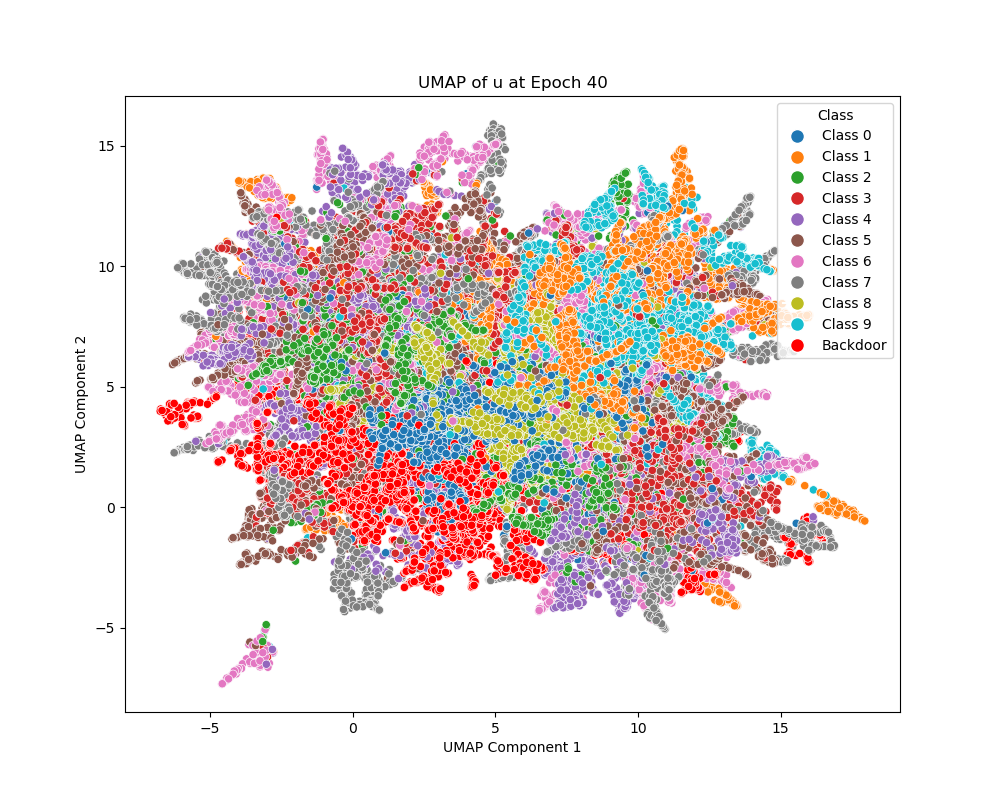 UMAP of u at Epoch 40
Class
Class 0
Class 1
Class 2
Class 3
Class 4
Class 5
Class 6
Class 7
Class 8
Class 9
Backdoor
15
10
5
0
−5
UMAP Component 2
−5
0
5
10
15
UMAP Component 1